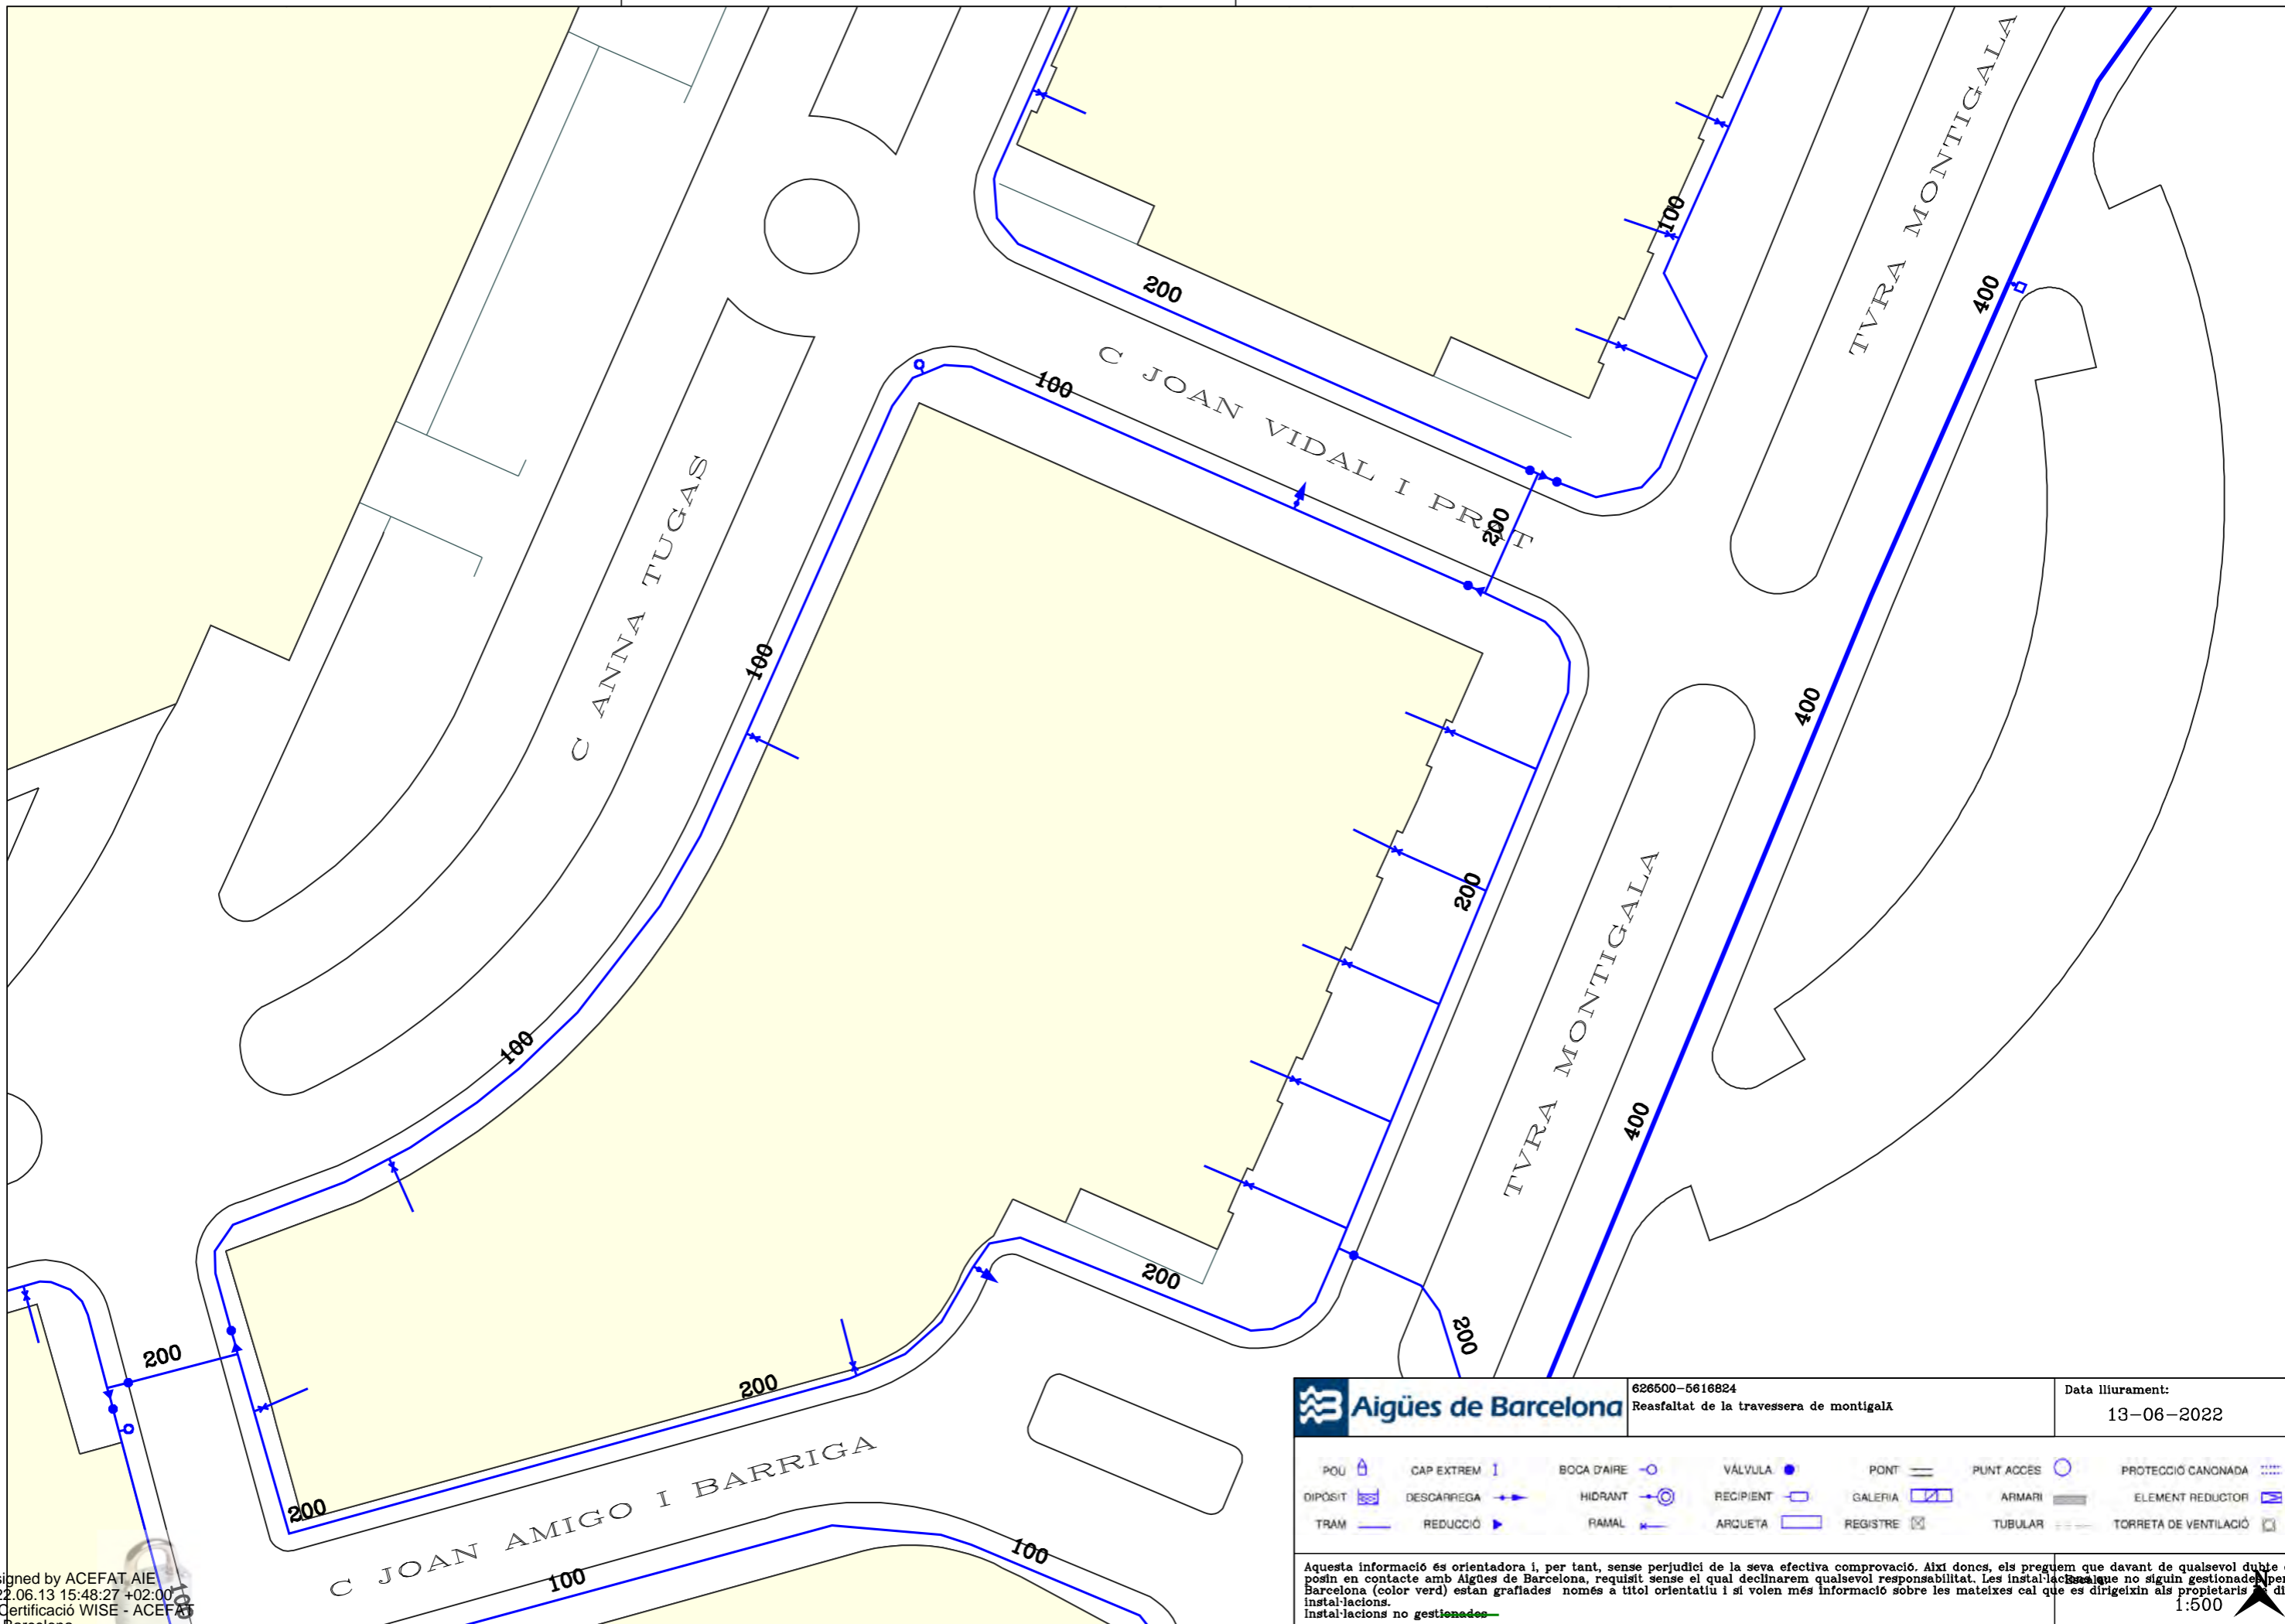 TVRA MONTIGALA
100
400
200
C JOAN VIDAL I PRAT
100
200
C ANNA TUGAS
100
400
TVRA MONTIGALA
200
100
400
200
200
200
200
200
C JOAN AMIGO I BARRIGA
100
100
100
Aigües de Barcelona
626500-5616824
Reasfaltat de la travessera de montigalÀ
Data lliurament:
13-06-2022
POU CAP EXTREM BOCA D'AIRE VÀLVULA PONT PUNT ACCÉS PROTECCIÓ CANONADA
DIPÒSIT DESCÀRREGA HIDRANT RECIPIENT GALERIA ARMARI ELEMENT REDUCTOR
TRAM REDUCCIÓ RAMAL ARQUETA REGISTRE TUBULAR TORRETA DE VENTILACIÓ
Aquesta informació és orientadora i, per tant, sense perjudici de la seva efectiva comprovació. Així doncs, els preguem que davant de qualsevol dubte
posin en contacte amb Aigües de Barcelona, requisit sense el qual declinarem qualsevol responsabilitat. Les instal·lacions que no siguin gestionades per
Barcelona (color verd) estan grafiades només a títol orientatiu i si volen més informació sobre les mateixes cal que es dirigeixin als propietaris
instal·lacions.
Instal·lacions no gestionades
Escala:
1:500
N
igned by ACEFAT AIE
22.06.13 15:48:27 +02:00
Certificació WISE - ACEFAT
Barcelona